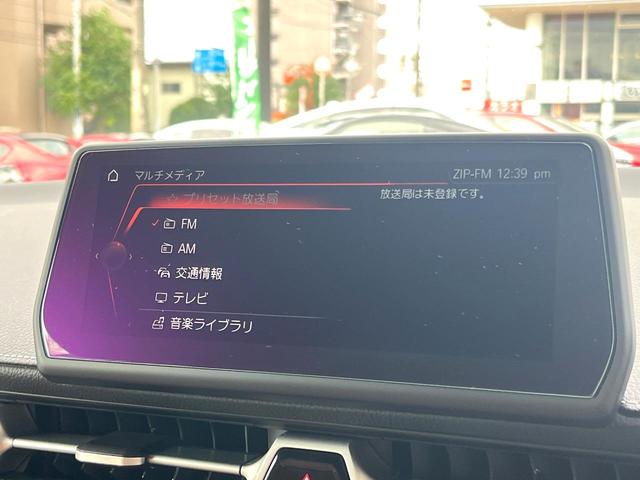 マルチメディア
ZIP-FM 12:39 pm
☆ プリセット放送局
放送局は未登録です。
✓ FM
AM
交通情報
テレビ
音楽ライブラリ